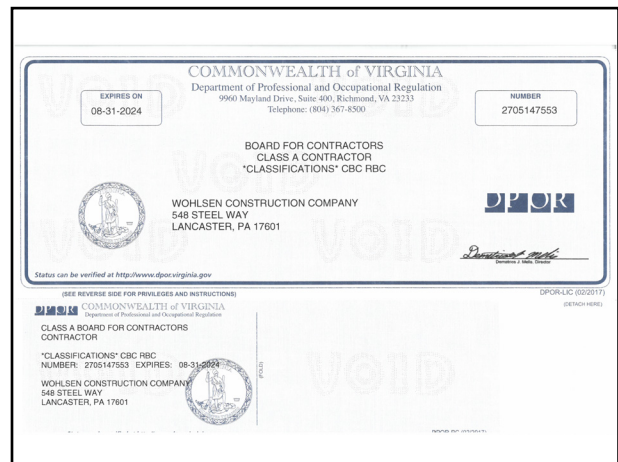 COMMONWEALTH of VIRGINIA
Department of Professional and Occupational Regulation
9960 Mayland Drive, Suite 400, Richmond, VA 23233
Telephone: (804) 367-8500
EXPIRES ON
08-31-2024
NUMBER
2705147553
BOARD FOR CONTRACTORS
CLASS A CONTRACTOR
*CLASSIFICATIONS* CBC RBC
WOHLSEN CONSTRUCTION COMPANY
548 STEEL WAY
LANCASTER, PA 17601
DPOR
VOID
VOID
VOID
VOID
VOID
Demetrios J. Melis, Director
Status can be verified at http://www.dpor.virginia.gov
(SEE REVERSE SIDE FOR PRIVILEGES AND INSTRUCTIONS)
DPOR-LIC (02/2017)
(DETACH HERE)
DPOR COMMONWEALTH of VIRGINIA
Department of Professional and Occupational Regulation
CLASS A BOARD FOR CONTRACTORS
CONTRACTOR
*CLASSIFICATIONS* CBC RBC
NUMBER: 2705147553 EXPIRES: 08-31-2024
WOHLSEN CONSTRUCTION COMPANY
548 STEEL WAY
LANCASTER, PA 17601
(FOLD)
VOID